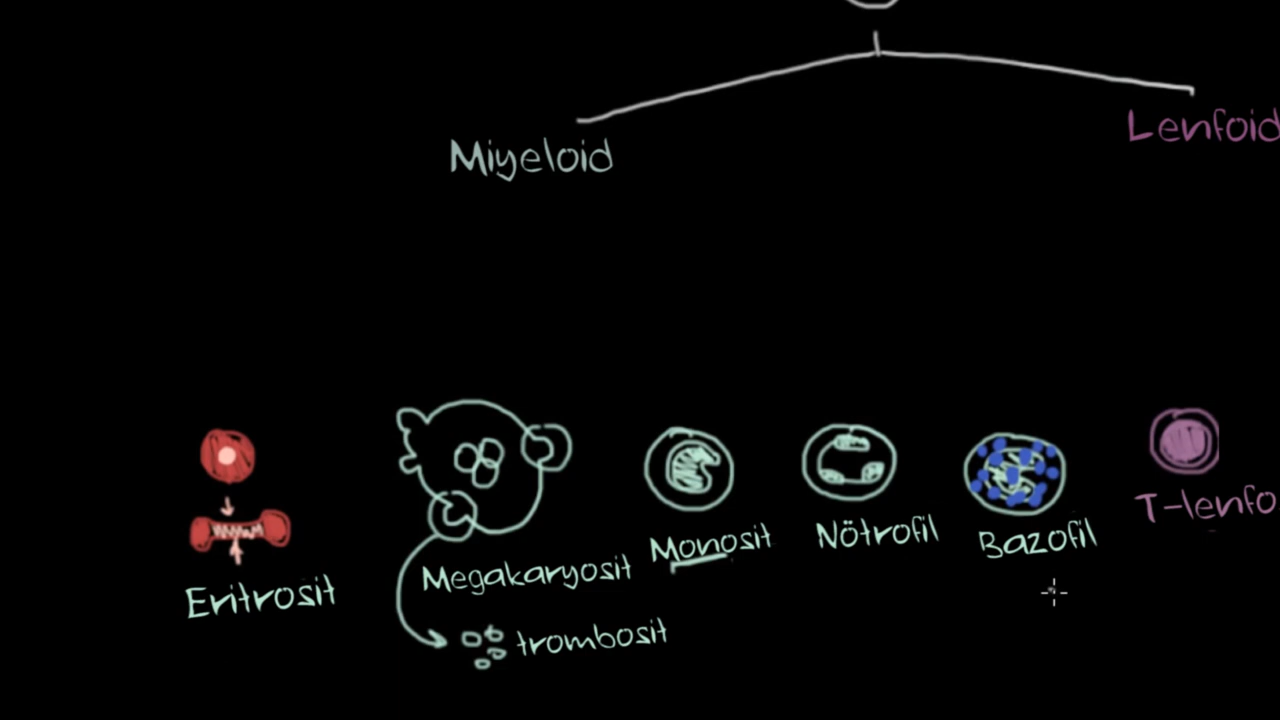 Miyeloid
Lenfoid
Eritrosit
Megakaryosit
trombosit
Monosit
Nötrofil
Bazofil
T-lenfo